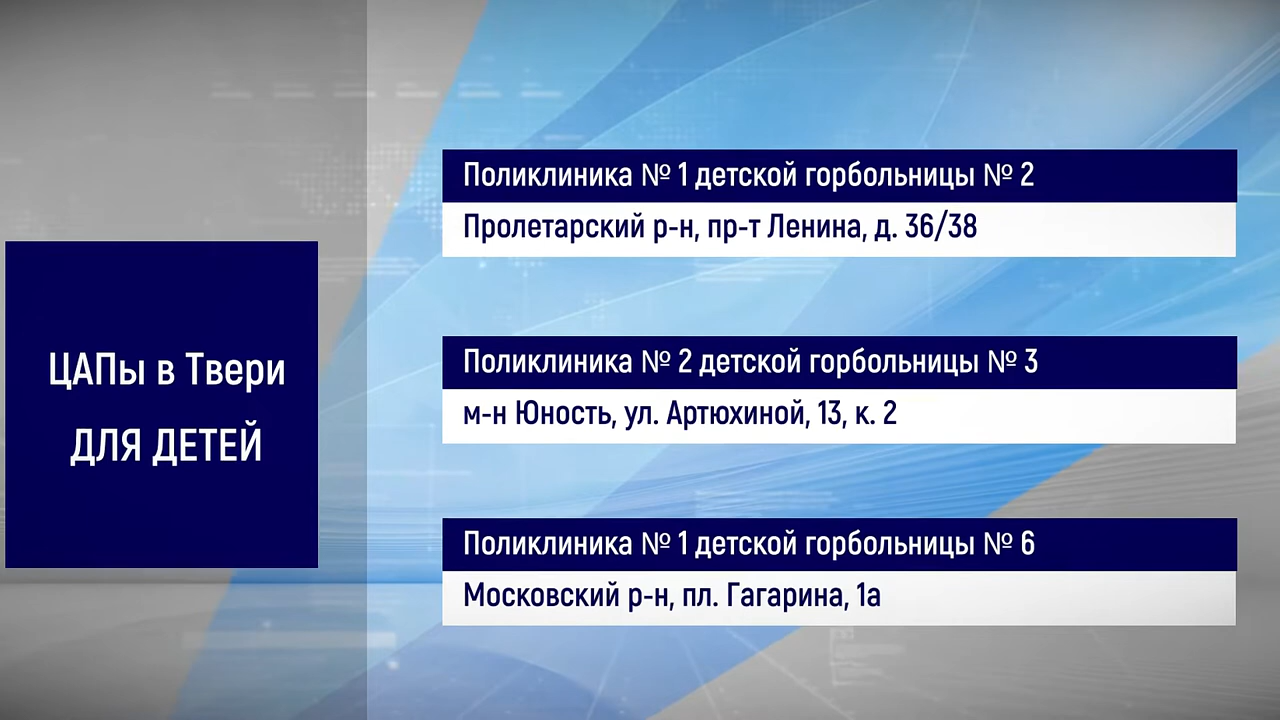 ЦАПы в Твери
ДЛЯ ДЕТЕЙ
Поликлиника № 1 детской горбольницы № 2
Пролетарский р-н, пр-т Ленина, д. 36/38
Поликлиника № 2 детской горбольницы № 3
м-н Юность, ул. Артюхиной, 13, к. 2
Поликлиника № 1 детской горбольницы № 6
Московский р-н, пл. Гагарина, 1а